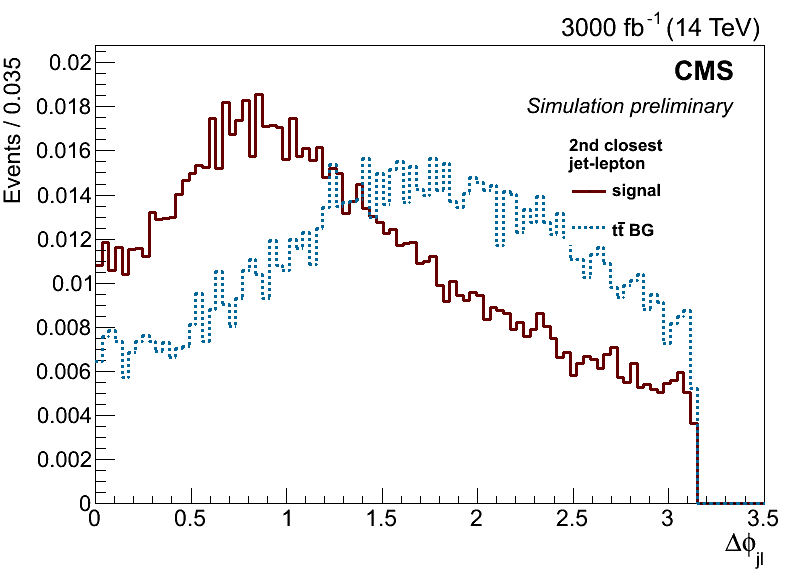 3000 fb⁻¹ (14 TeV)
CMS
Simulation preliminary
2nd closest
jet-lepton
signal
tt̄ BG
Events / 0.035
0.02
0.018
0.016
0.014
0.012
0.01
0.008
0.006
0.004
0.002
0
0 0.5 1 1.5 2 2.5 3 3.5
Δϕjl